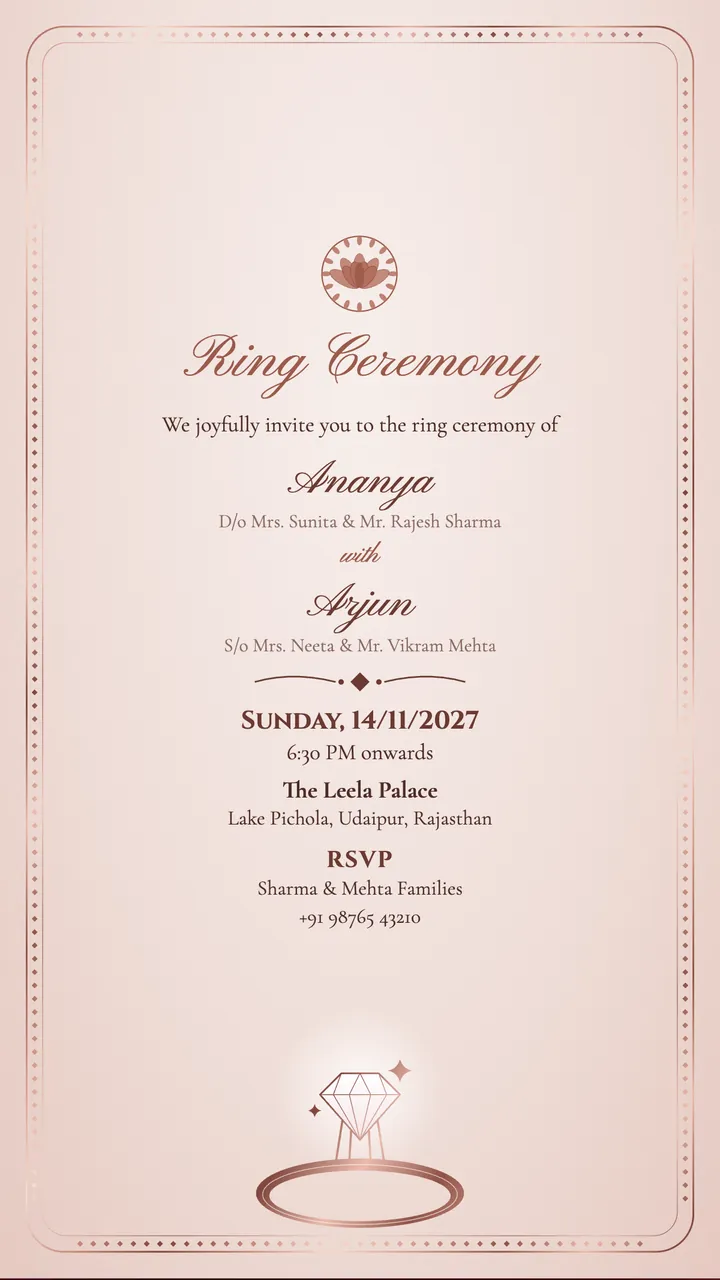 Ring Ceremony
We joyfully invite you to the ring ceremony of
Ananya
D/o Mrs. Sunita & Mr. Rajesh Sharma
with
Arjun
S/o Mrs. Neeta & Mr. Vikram Mehta
Sunday, 14/11/2027
6:30 PM onwards
The Leela Palace
Lake Pichola, Udaipur, Rajasthan
RSVP
Sharma & Mehta Families
+91 98765 43210